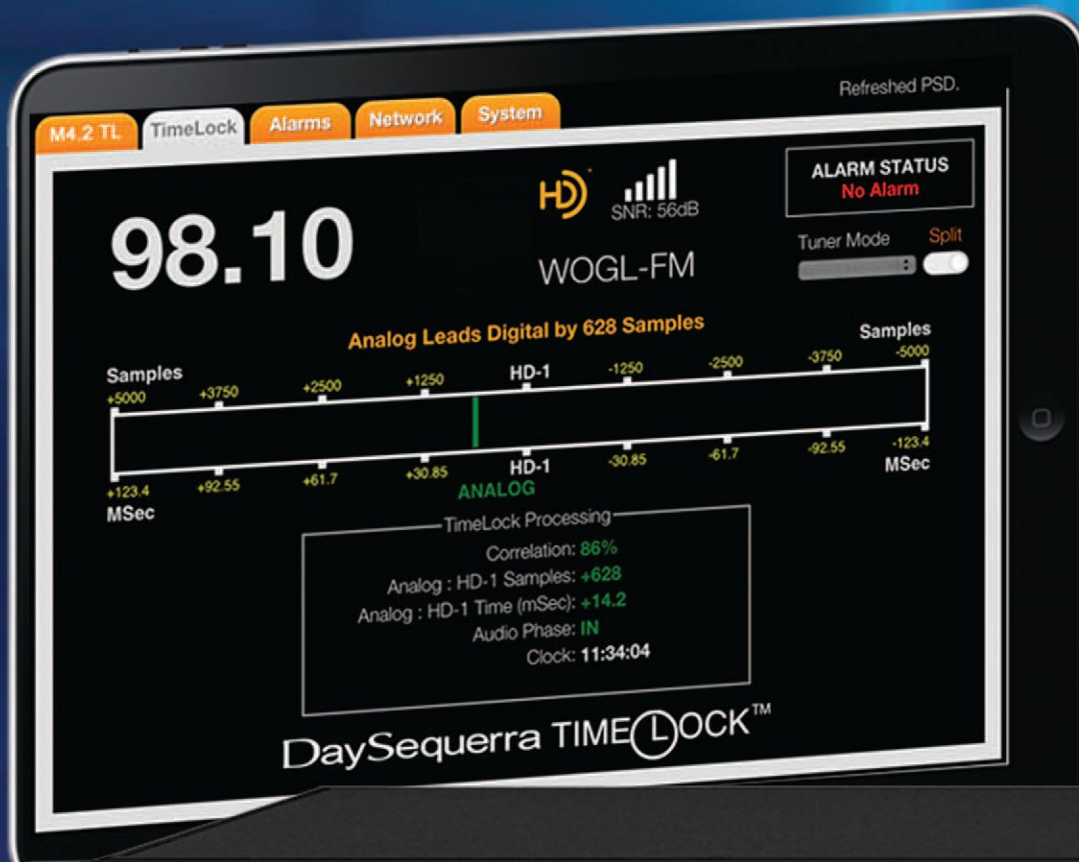 Refreshed PSD.
M4.2 TL TimeLock Alarms Network System
ALARM STATUS
No Alarm
HD
SNR: 56dB
98.10
WOGL-FM
Tuner Mode Split
Analog Leads Digital by 628 Samples
Samples Samples
+5000 +3750 +2500 +1250 HD-1 -1250 -2500 -3750 -5000
+123.4 +92.55 +61.7 +30.85 HD-1 -30.85 -61.7 -92.55 -123.4
MSec ANALOG MSec
TimeLock Processing
Correlation: 86%
Analog : HD-1 Samples: +628
Analog : HD-1 Time (mSec): +14.2
Audio Phase: IN
Clock: 11:34:04
DaySequerra TIMELOCK™